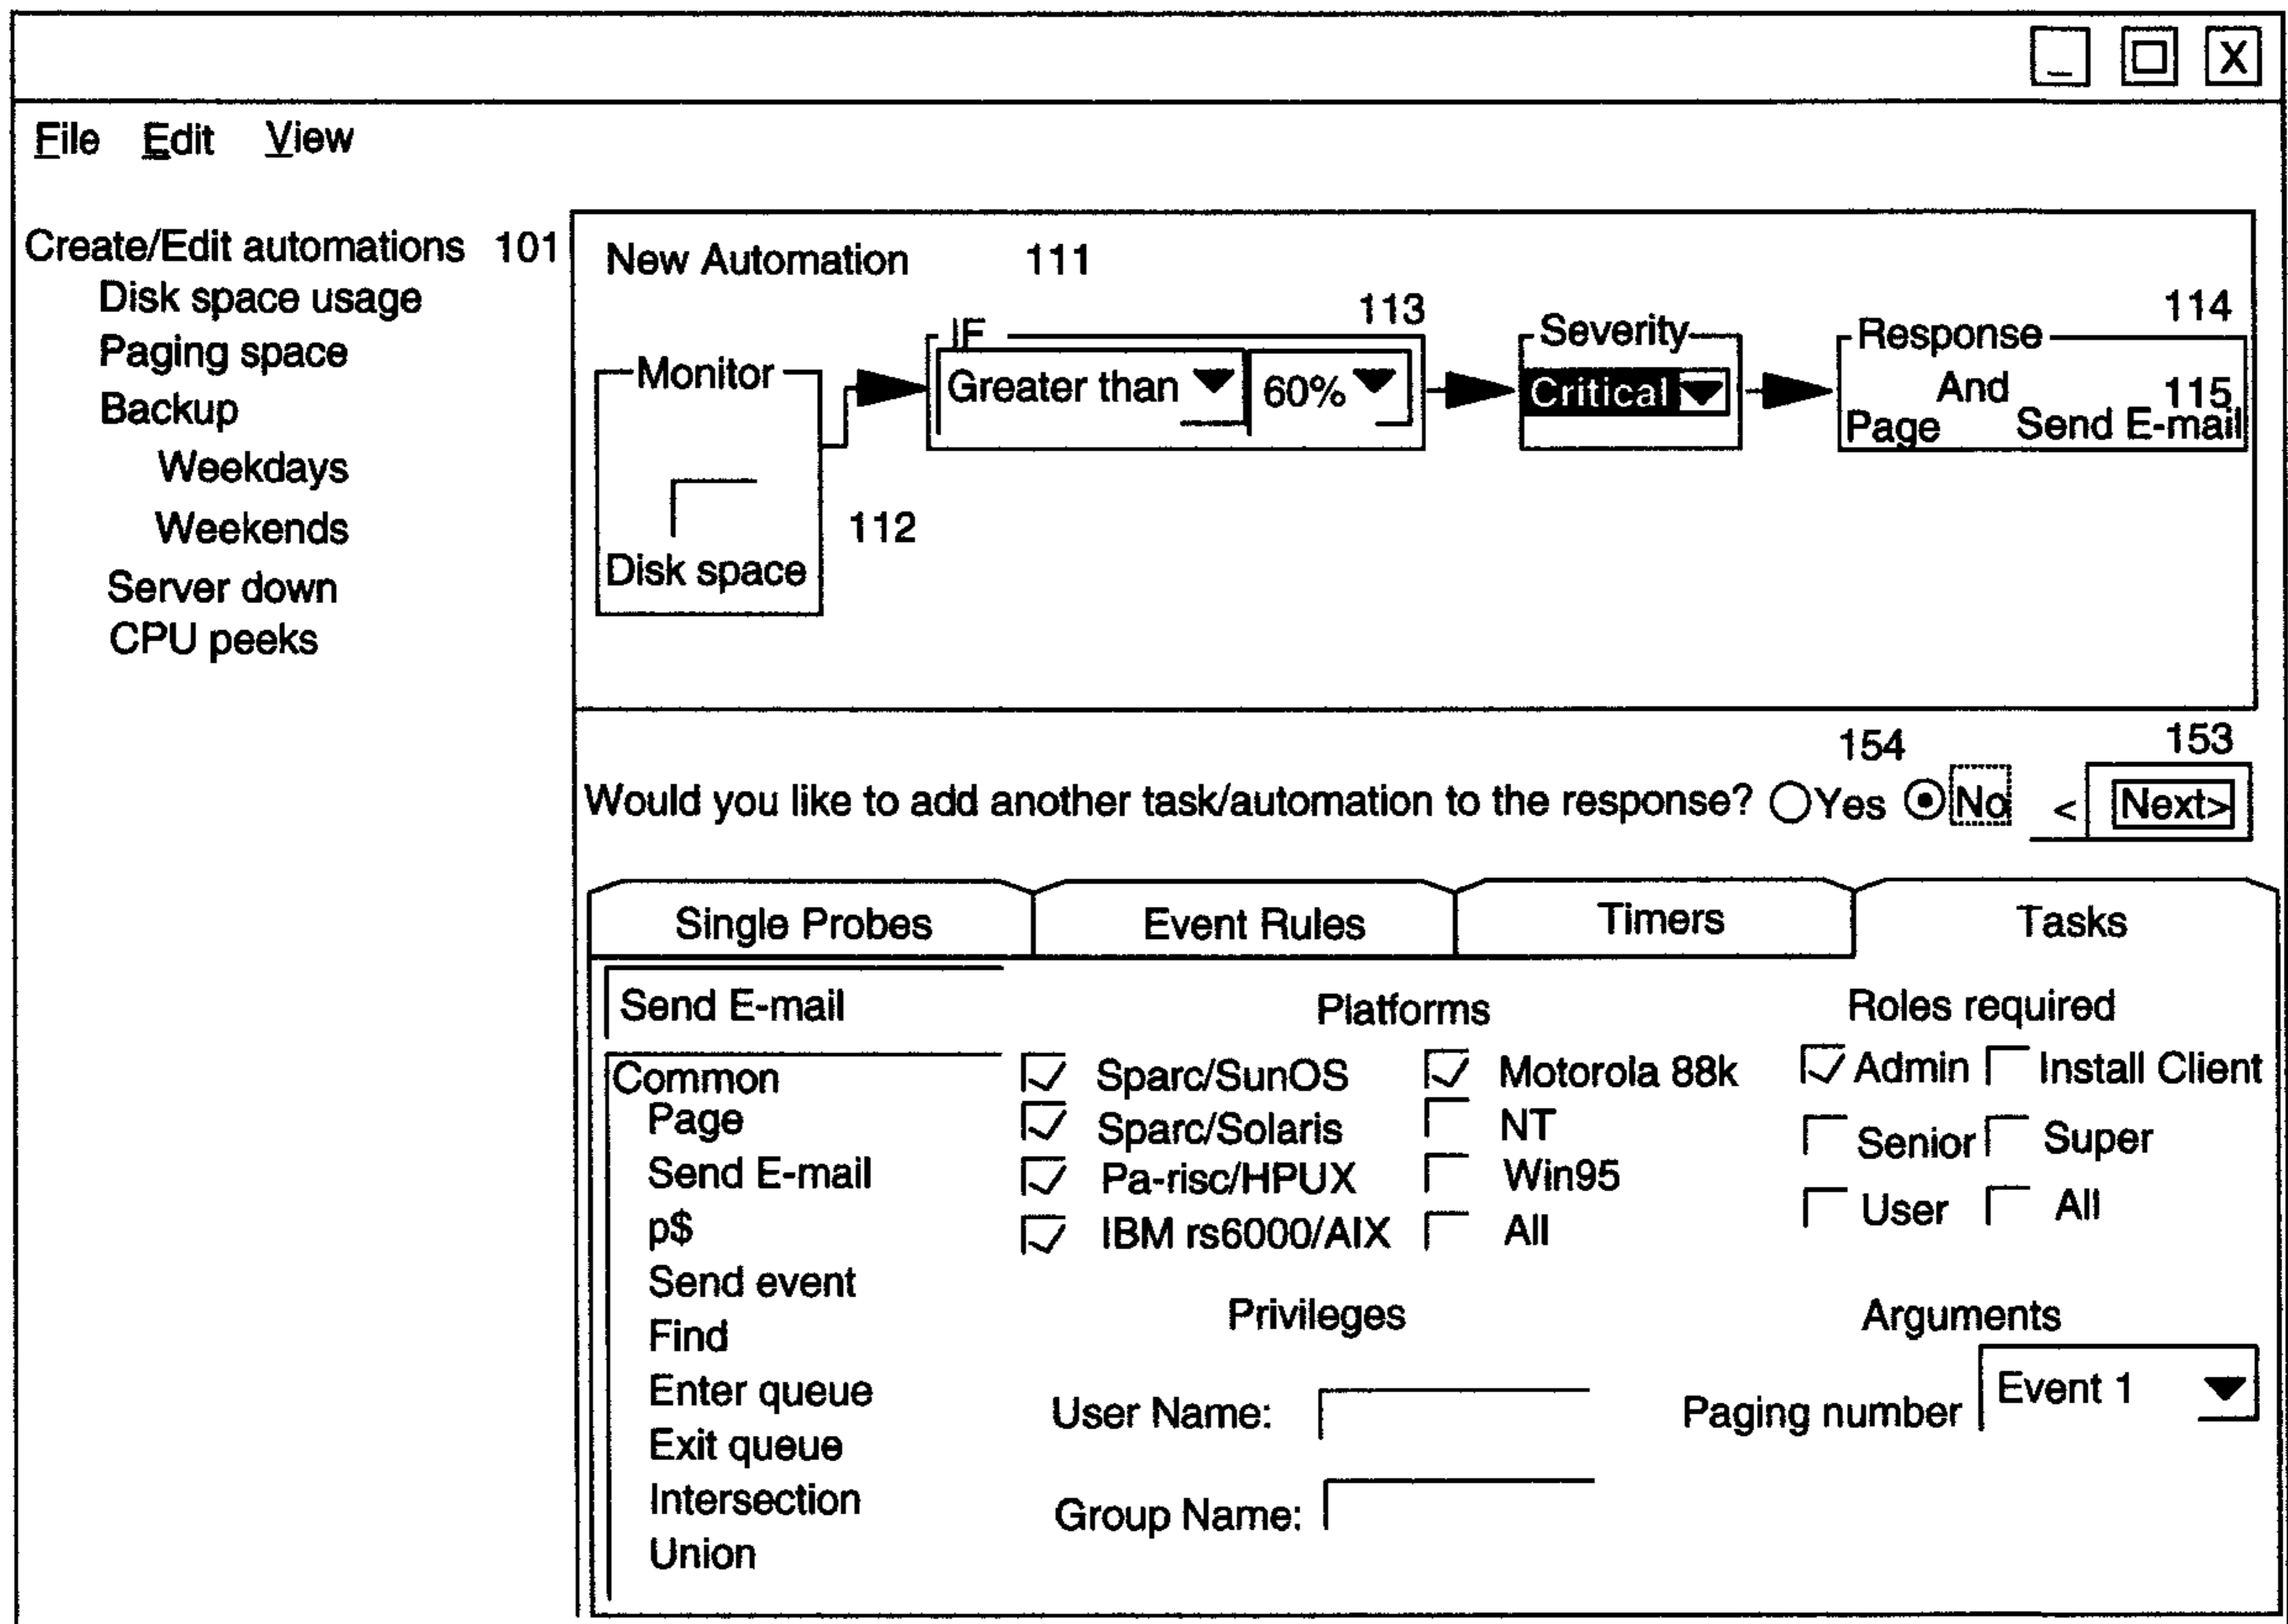 _ X
File Edit View
Create/Edit automations 101
Disk space usage
Paging space
Backup
Weekdays
Weekends
Server down
CPU peeks
New Automation 111
Monitor
Disk space
112
IF 113
Greater than 60%
Severity
Critical
Response 114
And 115
Page Send E-mail
154 153
Would you like to add another task/automation to the response? Yes No < Next>
Single Probes Event Rules Timers Tasks
Send E-mail
Common
Page
Send E-mail
p$
Send event
Find
Enter queue
Exit queue
Intersection
Union
Platforms
Sparc/SunOS Motorola 88k
Sparc/Solaris NT
Pa-risc/HPUX Win95
IBM rs6000/AIX All
Roles required
Admin Install Client
Senior Super
User All
Privileges
User Name:
Group Name:
Arguments
Paging number Event 1